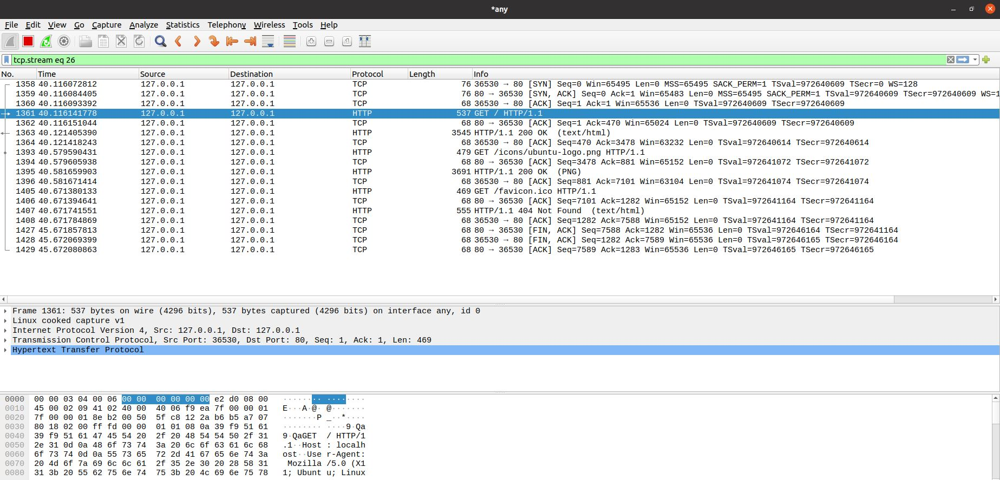 *any
File Edit View Go Capture Analyze Statistics Telephony Wireless Tools Help
tcp.stream eq 26
No. Time Source Destination Protocol Length Info
1358 40.116072812 127.0.0.1 127.0.0.1 TCP 76 36530 → 80 [SYN] Seq=0 Win=65495 Len=0 MSS=65495 SACK_PERM=1 TSval=972640609 TSecr=0 WS=128
1359 40.116084405 127.0.0.1 127.0.0.1 TCP 76 80 → 36530 [SYN, ACK] Seq=0 Ack=1 Win=65483 Len=0 MSS=65495 SACK_PERM=1 TSval=972640609 TSecr=972640609 WS=1
1360 40.116093392 127.0.0.1 127.0.0.1 TCP 68 36530 → 80 [ACK] Seq=1 Ack=1 Win=65536 Len=0 TSval=972640609 TSecr=972640609
1361 40.116141778 127.0.0.1 127.0.0.1 HTTP 537 GET / HTTP/1.1
1362 40.116151044 127.0.0.1 127.0.0.1 TCP 68 80 → 36530 [ACK] Seq=1 Ack=470 Win=65024 Len=0 TSval=972640609 TSecr=972640609
1363 40.121405390 127.0.0.1 127.0.0.1 HTTP 3545 HTTP/1.1 200 OK (text/html)
1364 40.121418243 127.0.0.1 127.0.0.1 TCP 68 36530 → 80 [ACK] Seq=470 Ack=3478 Win=63232 Len=0 TSval=972640614 TSecr=972640614
1393 40.579590431 127.0.0.1 127.0.0.1 HTTP 479 GET /icons/ubuntu-logo.png HTTP/1.1
1394 40.579605938 127.0.0.1 127.0.0.1 TCP 68 80 → 36530 [ACK] Seq=3478 Ack=881 Win=65152 Len=0 TSval=972641072 TSecr=972641072
1395 40.581659903 127.0.0.1 127.0.0.1 HTTP 3691 HTTP/1.1 200 OK (PNG)
1396 40.581671414 127.0.0.1 127.0.0.1 TCP 68 36530 → 80 [ACK] Seq=881 Ack=7101 Win=63104 Len=0 TSval=972641074 TSecr=972641074
1405 40.671380133 127.0.0.1 127.0.0.1 HTTP 469 GET /favicon.ico HTTP/1.1
1406 40.671394641 127.0.0.1 127.0.0.1 TCP 68 80 → 36530 [ACK] Seq=7101 Ack=1282 Win=65152 Len=0 TSval=972641164 TSecr=972641164
1407 40.671741551 127.0.0.1 127.0.0.1 HTTP 555 HTTP/1.1 404 Not Found (text/html)
1408 40.671784869 127.0.0.1 127.0.0.1 TCP 68 36530 → 80 [ACK] Seq=1282 Ack=7588 Win=65152 Len=0 TSval=972641164 TSecr=972641164
1427 45.671857813 127.0.0.1 127.0.0.1 TCP 68 80 → 36530 [FIN, ACK] Seq=7588 Ack=1282 Win=65536 Len=0 TSval=972646164 TSecr=972641164
1428 45.672069399 127.0.0.1 127.0.0.1 TCP 68 36530 → 80 [FIN, ACK] Seq=1282 Ack=7589 Win=65536 Len=0 TSval=972646165 TSecr=972646164
1429 45.672080863 127.0.0.1 127.0.0.1 TCP 68 80 → 36530 [ACK] Seq=7589 Ack=1283 Win=65536 Len=0 TSval=972646165 TSecr=972646165
Frame 1361: 537 bytes on wire (4296 bits), 537 bytes captured (4296 bits) on interface any, id 0
Linux cooked capture v1
Internet Protocol Version 4, Src: 127.0.0.1, Dst: 127.0.0.1
Transmission Control Protocol, Src Port: 36530, Dst Port: 80, Seq: 1, Ack: 1, Len: 469
Hypertext Transfer Protocol
0000 00 00 03 04 00 06 00 00 00 00 00 00 e2 d0 08 00 ········ ········
0010 45 00 02 09 41 02 40 00 40 06 f9 ea 7f 00 00 01 E···A·@· @·······
0020 7f 00 00 01 8e b2 00 50 5f c8 12 2a b6 b5 a7 07 ·······P _··*····
0030 80 18 02 00 ff fd 00 00 01 01 08 0a 39 f9 51 61 ········ ····9·Qa
0040 39 f9 51 61 47 45 54 20 2f 20 48 54 54 50 2f 31 9·QaGET / HTTP/1
0050 2e 31 0d 0a 48 6f 73 74 3a 20 6c 6f 63 61 6c 68 .1··Host : localh
0060 6f 73 74 0d 0a 55 73 65 72 2d 41 67 65 6e 74 3a ost··Use r-Agent:
0070 20 4d 6f 7a 69 6c 6c 61 2f 35 2e 30 20 28 58 31 Mozilla /5.0 (X1
0080 31 3b 20 55 62 75 6e 74 75 3b 20 4c 69 6e 75 78 1; Ubunt u; Linux